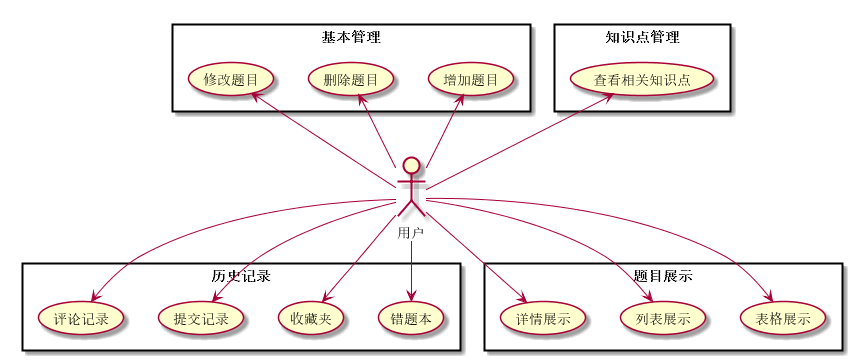 基本管理
知识点管理
修改题目
删除题目
增加题目
查看相关知识点
用户
历史记录
题目展示
评论记录
提交记录
收藏夹
错题本
详情展示
列表展示
表格展示